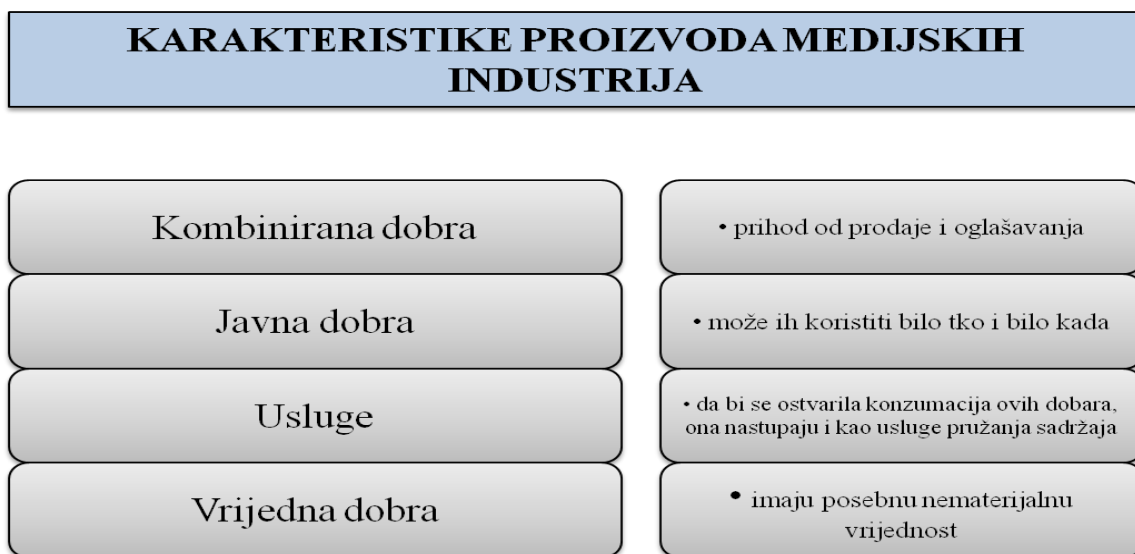 KARAKTERISTIKE PROIZVODA MEDIJSKIH
INDUSTRIJA
Kombinirana dobra
• prihod od prodaje i oglašavanja
Javna dobra
• može ih koristiti bilo tko i bilo kada
Usluge
• da bi se ostvarila konzumacija ovih dobara,
ona nastupaju i kao usluge pružanja sadržaja
Vrijedna dobra
• imaju posebnu nematerijalnu
vrijednost